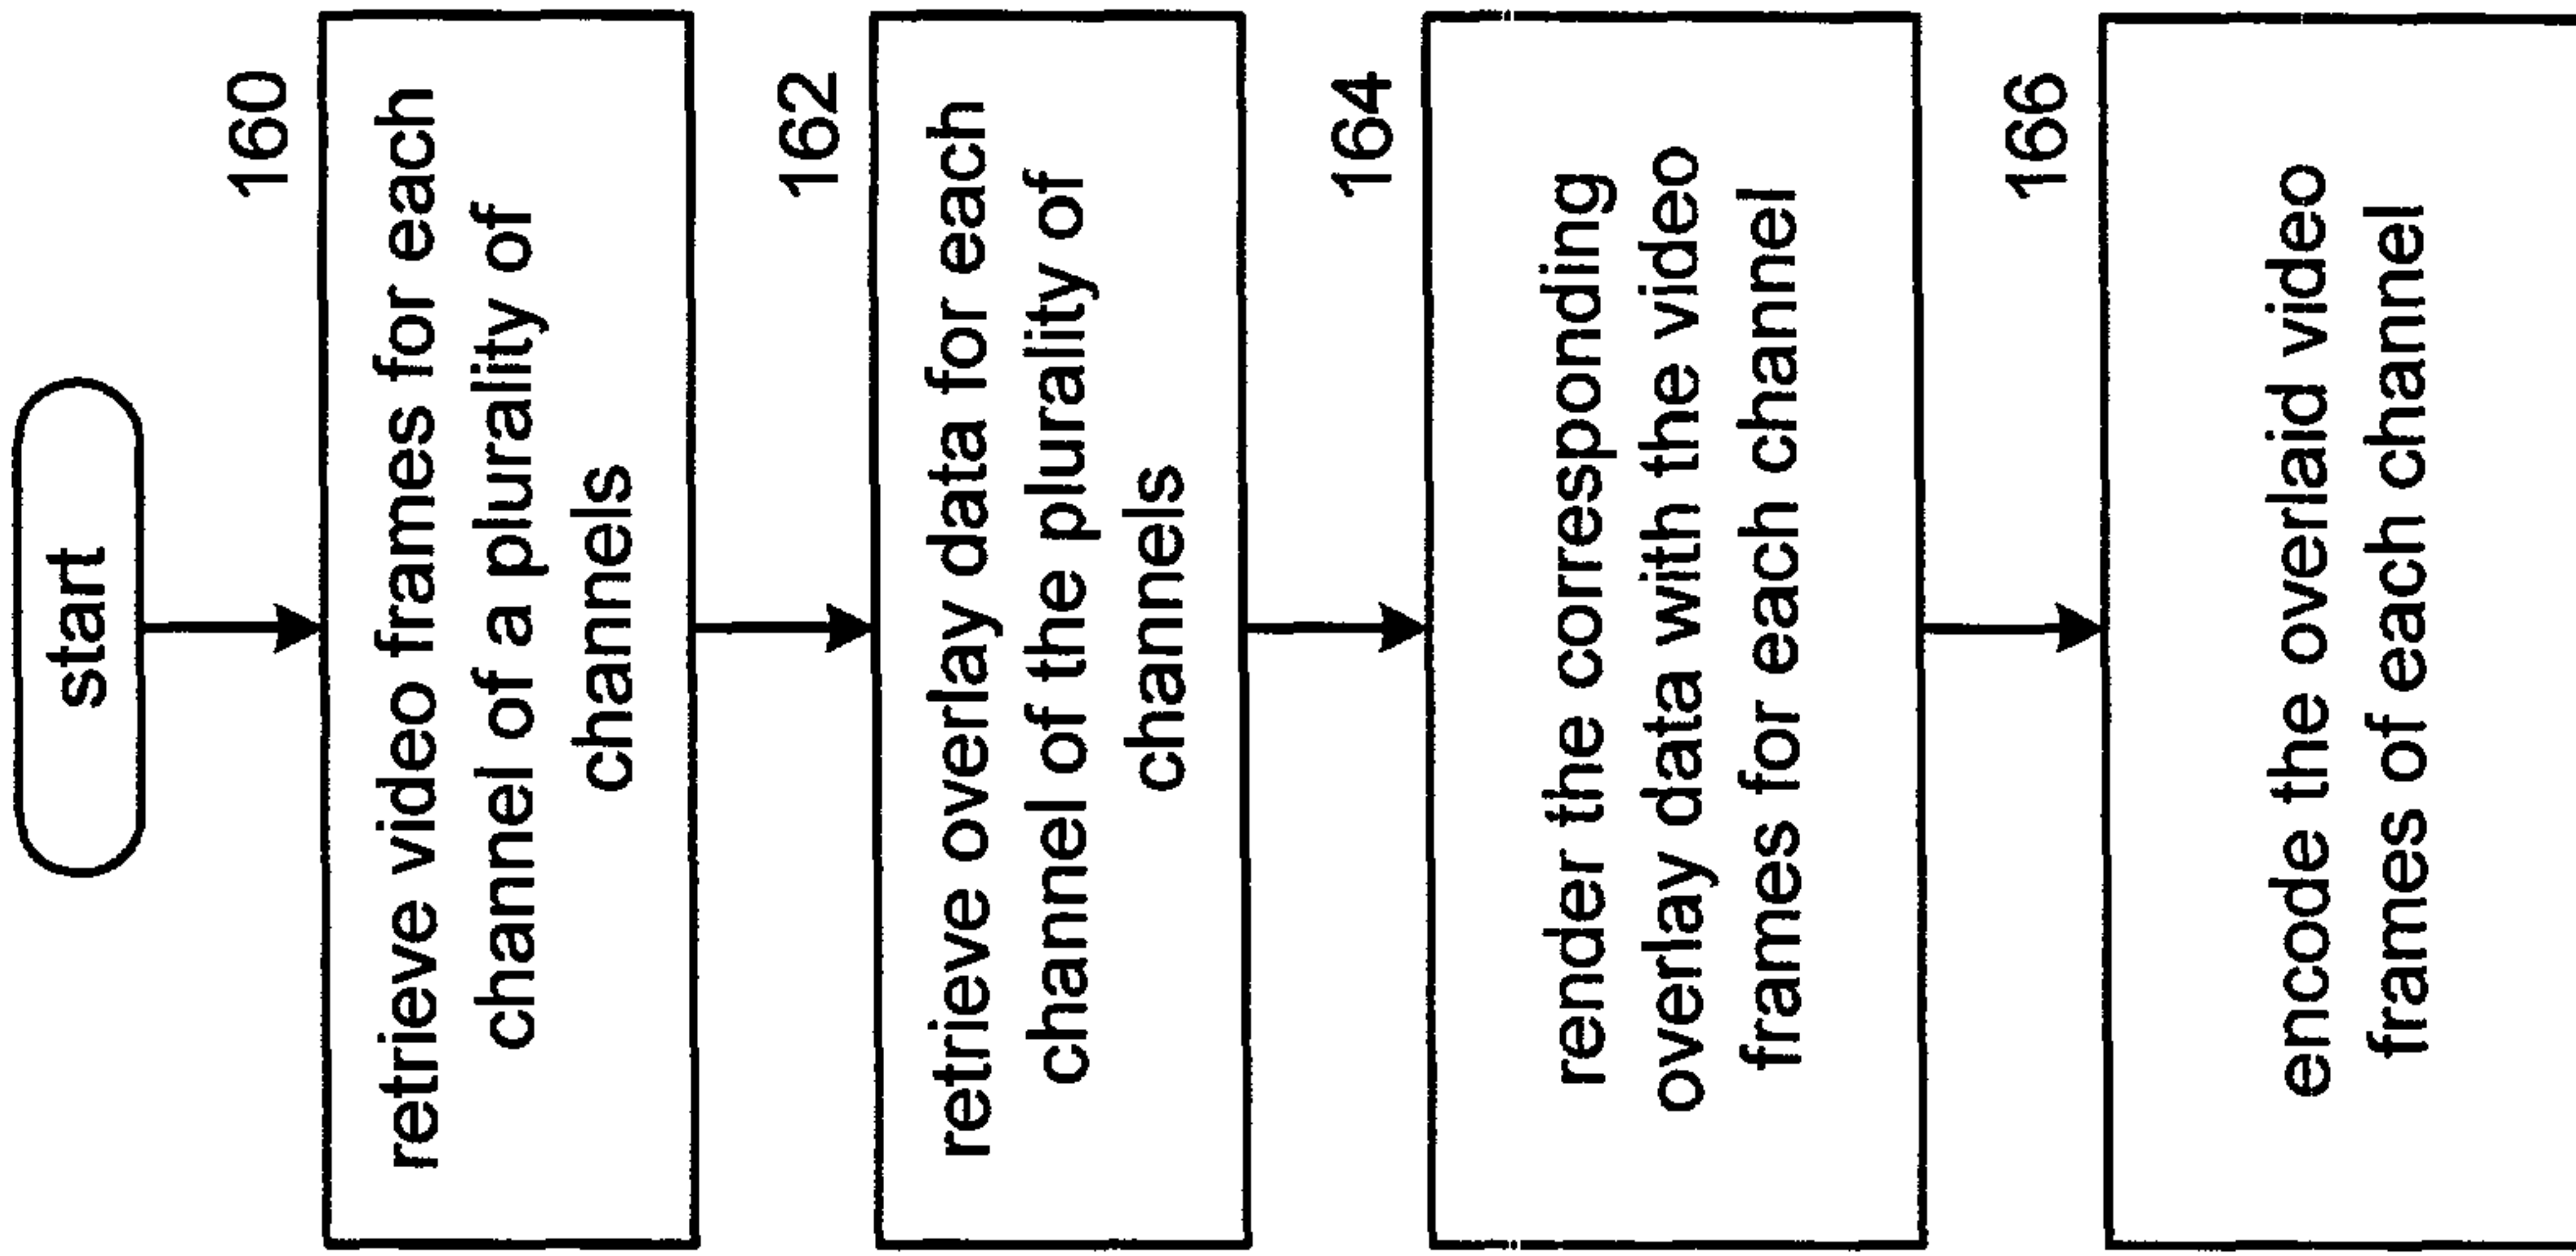 start
160
retrieve video frames for each
channel of a plurality of
channels
162
retrieve overlay data for each
channel of the plurality of
channels
164
render the corresponding
overlay data with the video
frames for each channel
166
encode the overlaid video
frames of each channel